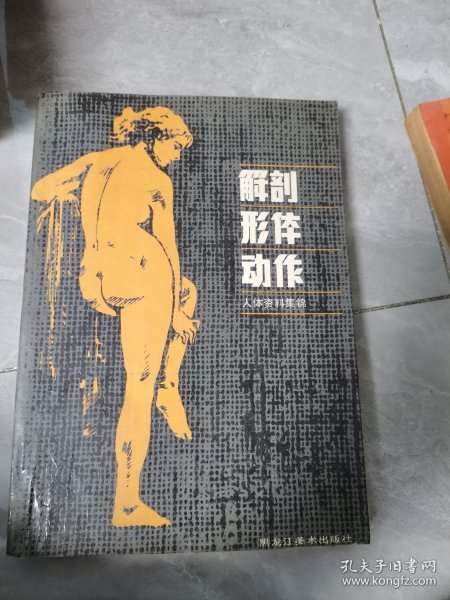 解剖
形体
动作
人体资料集锦
黑龙江美术出版社
孔夫子旧书网
www.kongfz.com